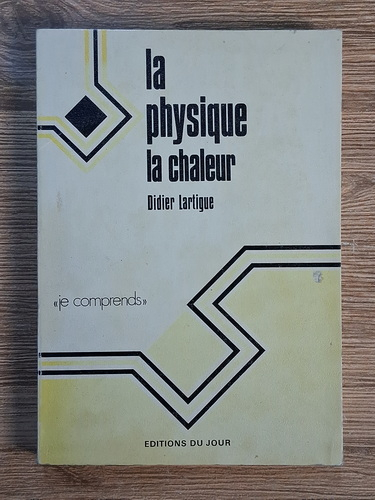 la
physique
la chaleur
Didier Lartigue
«je comprends»
EDITIONS DU JOUR